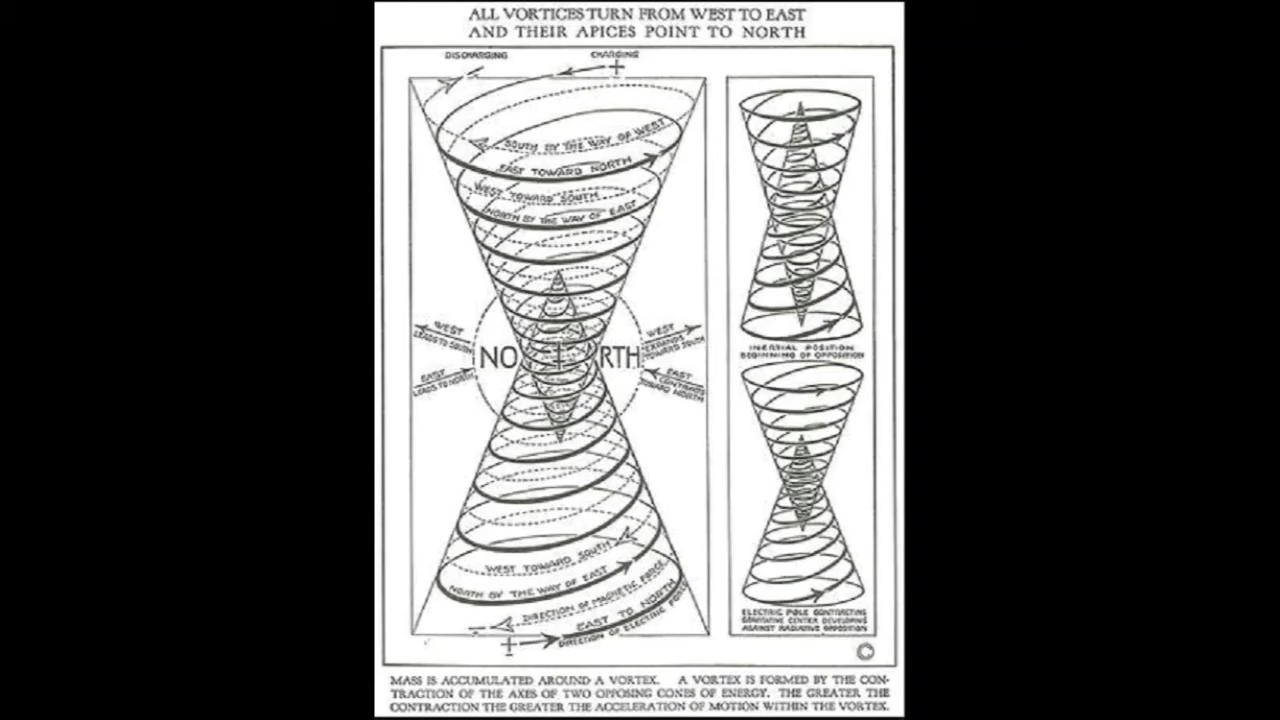 ALL VORTICES TURN FROM WEST TO EAST
AND THEIR APICES POINT TO NORTH
DISCHARGING
CHARGING
−
+
SOUTH BY THE WAY OF WEST
EAST TOWARD NORTH
WEST TOWARD SOUTH
NORTH BY THE WAY OF EAST
WEST
LEADS TO SOUTH
EAST
LEADS TO NORTH
NO + RTH
WEST
EXPANDS
TOWARD SOUTH
EAST
CONTRACTS
TOWARD NORTH
WEST TOWARD SOUTH
NORTH BY THE WAY OF EAST
DIRECTION OF MAGNETIC FORCE
EAST TO NORTH
DIRECTION OF ELECTRIC FORCE
−
+
INERTIAL POSITION
BEGINNING OF OPPOSITION
ELECTRIC POLE CONTRACTING
GRAVITATIVE CENTER DEVELOPING
AGAINST RADIATIVE OPPOSITION
©
MASS IS ACCUMULATED AROUND A VORTEX. A VORTEX IS FORMED BY THE CON-
TRACTION OF THE AXES OF TWO OPPOSING CONES OF ENERGY. THE GREATER THE
CONTRACTION THE GREATER THE ACCELERATION OF MOTION WITHIN THE VORTEX.